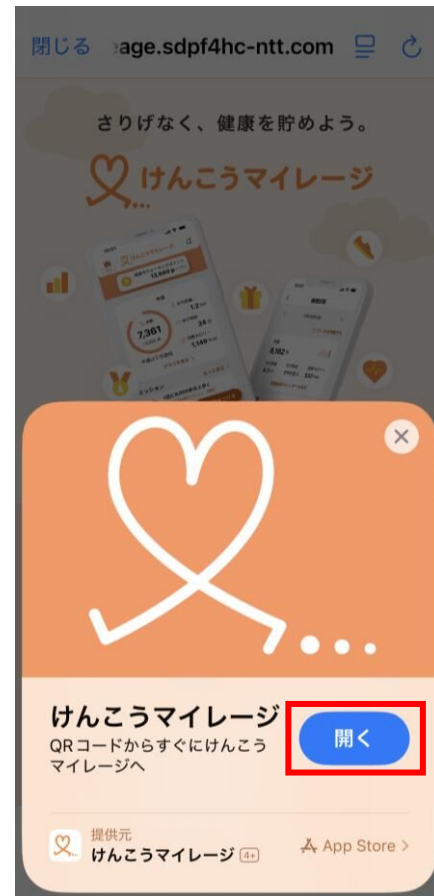 閉じる
age.sdpf4hc-ntt.com
さりげなく、健康を貯めよう。
けんこうマイレージ
7,361
けんこうマイレージ
QRコードからすぐにけんこう
マイレージへ
開く
提供元
けんこうマイレージ 4+
App Store >